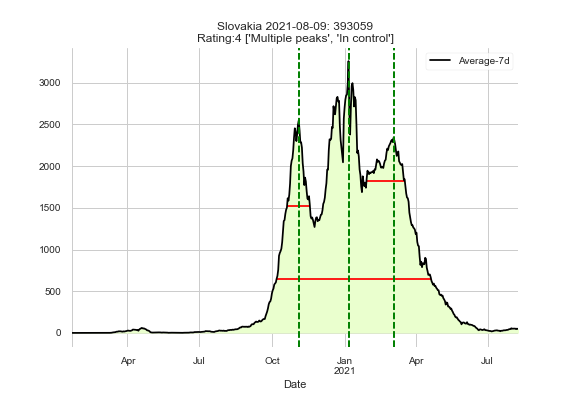 Slovakia 2021-08-09: 393059
Rating:4 ['Multiple peaks', 'In control']
Average-7d
3000
2500
2000
1500
1000
500
0
Apr Jul Oct Jan Apr Jul
2021
Date